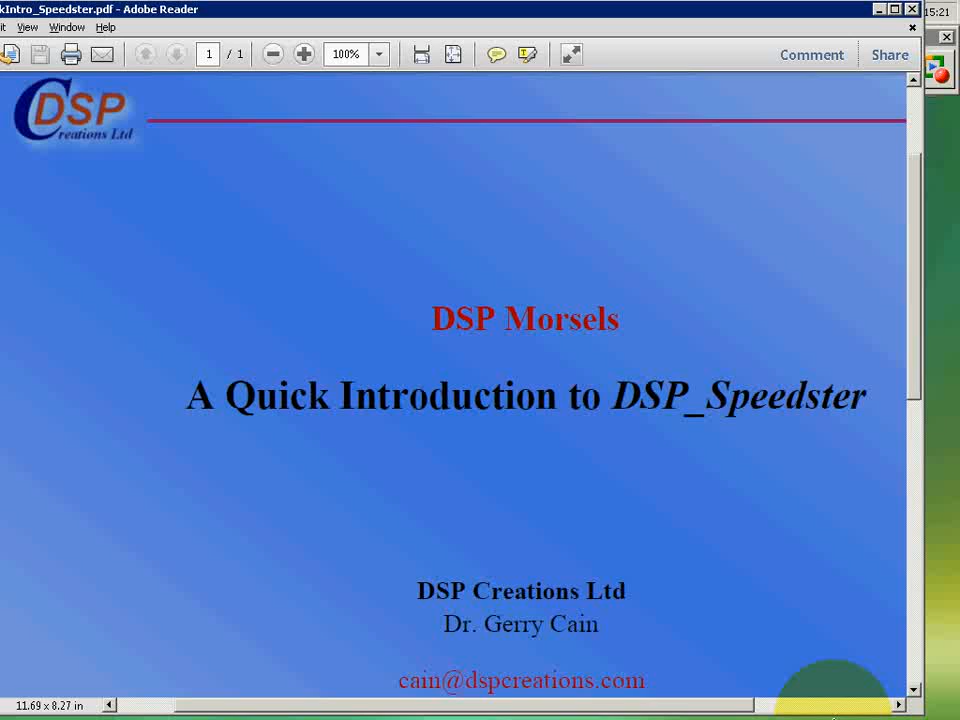 kIntro_Speedster.pdf - Adobe Reader
15:21
it View Window Help
1 / 1 100% Comment Share
DSP
Creations Ltd
DSP Morsels
A Quick Introduction to DSP_Speedster
DSP Creations Ltd
Dr. Gerry Cain
cain@dspcreations.com
11.69 x 8.27 in